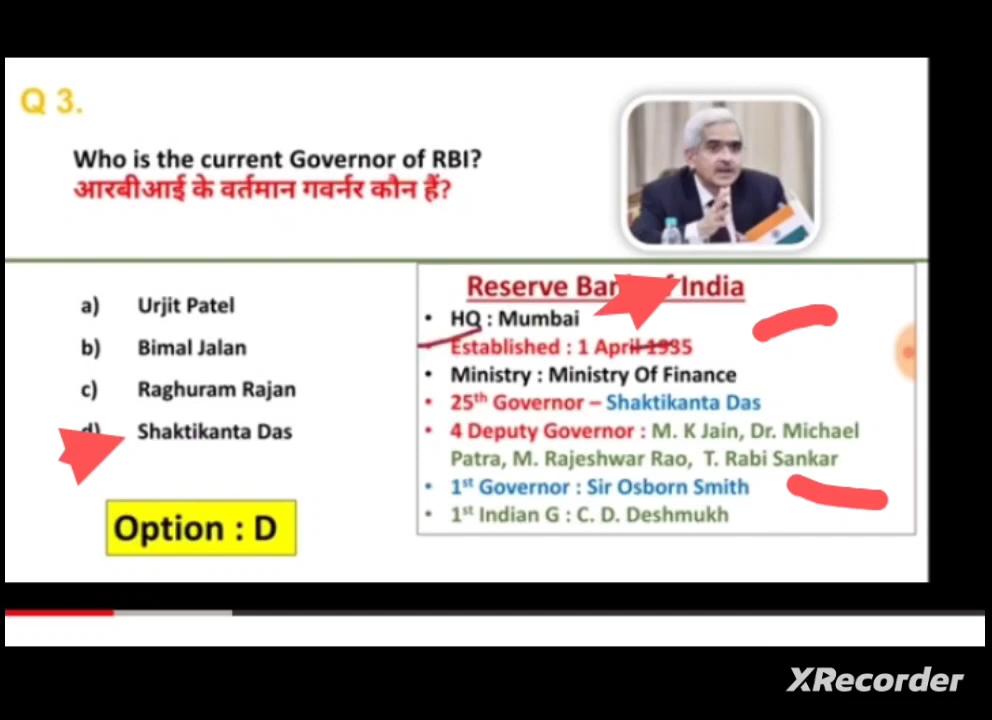 Q 3.
Who is the current Governor of RBI?
आरबीआई के वर्तमान गवर्नर कौन हैं?
a) Urjit Patel
b) Bimal Jalan
c) Raghuram Rajan
d) Shaktikanta Das
Option : D
Reserve Bank of India
• HQ : Mumbai
• Established : 1 April 1935
• Ministry : Ministry Of Finance
• 25th Governor – Shaktikanta Das
• 4 Deputy Governor : M. K Jain, Dr. Michael
Patra, M. Rajeshwar Rao, T. Rabi Sankar
• 1st Governor : Sir Osborn Smith
• 1st Indian G : C. D. Deshmukh
XRecorder